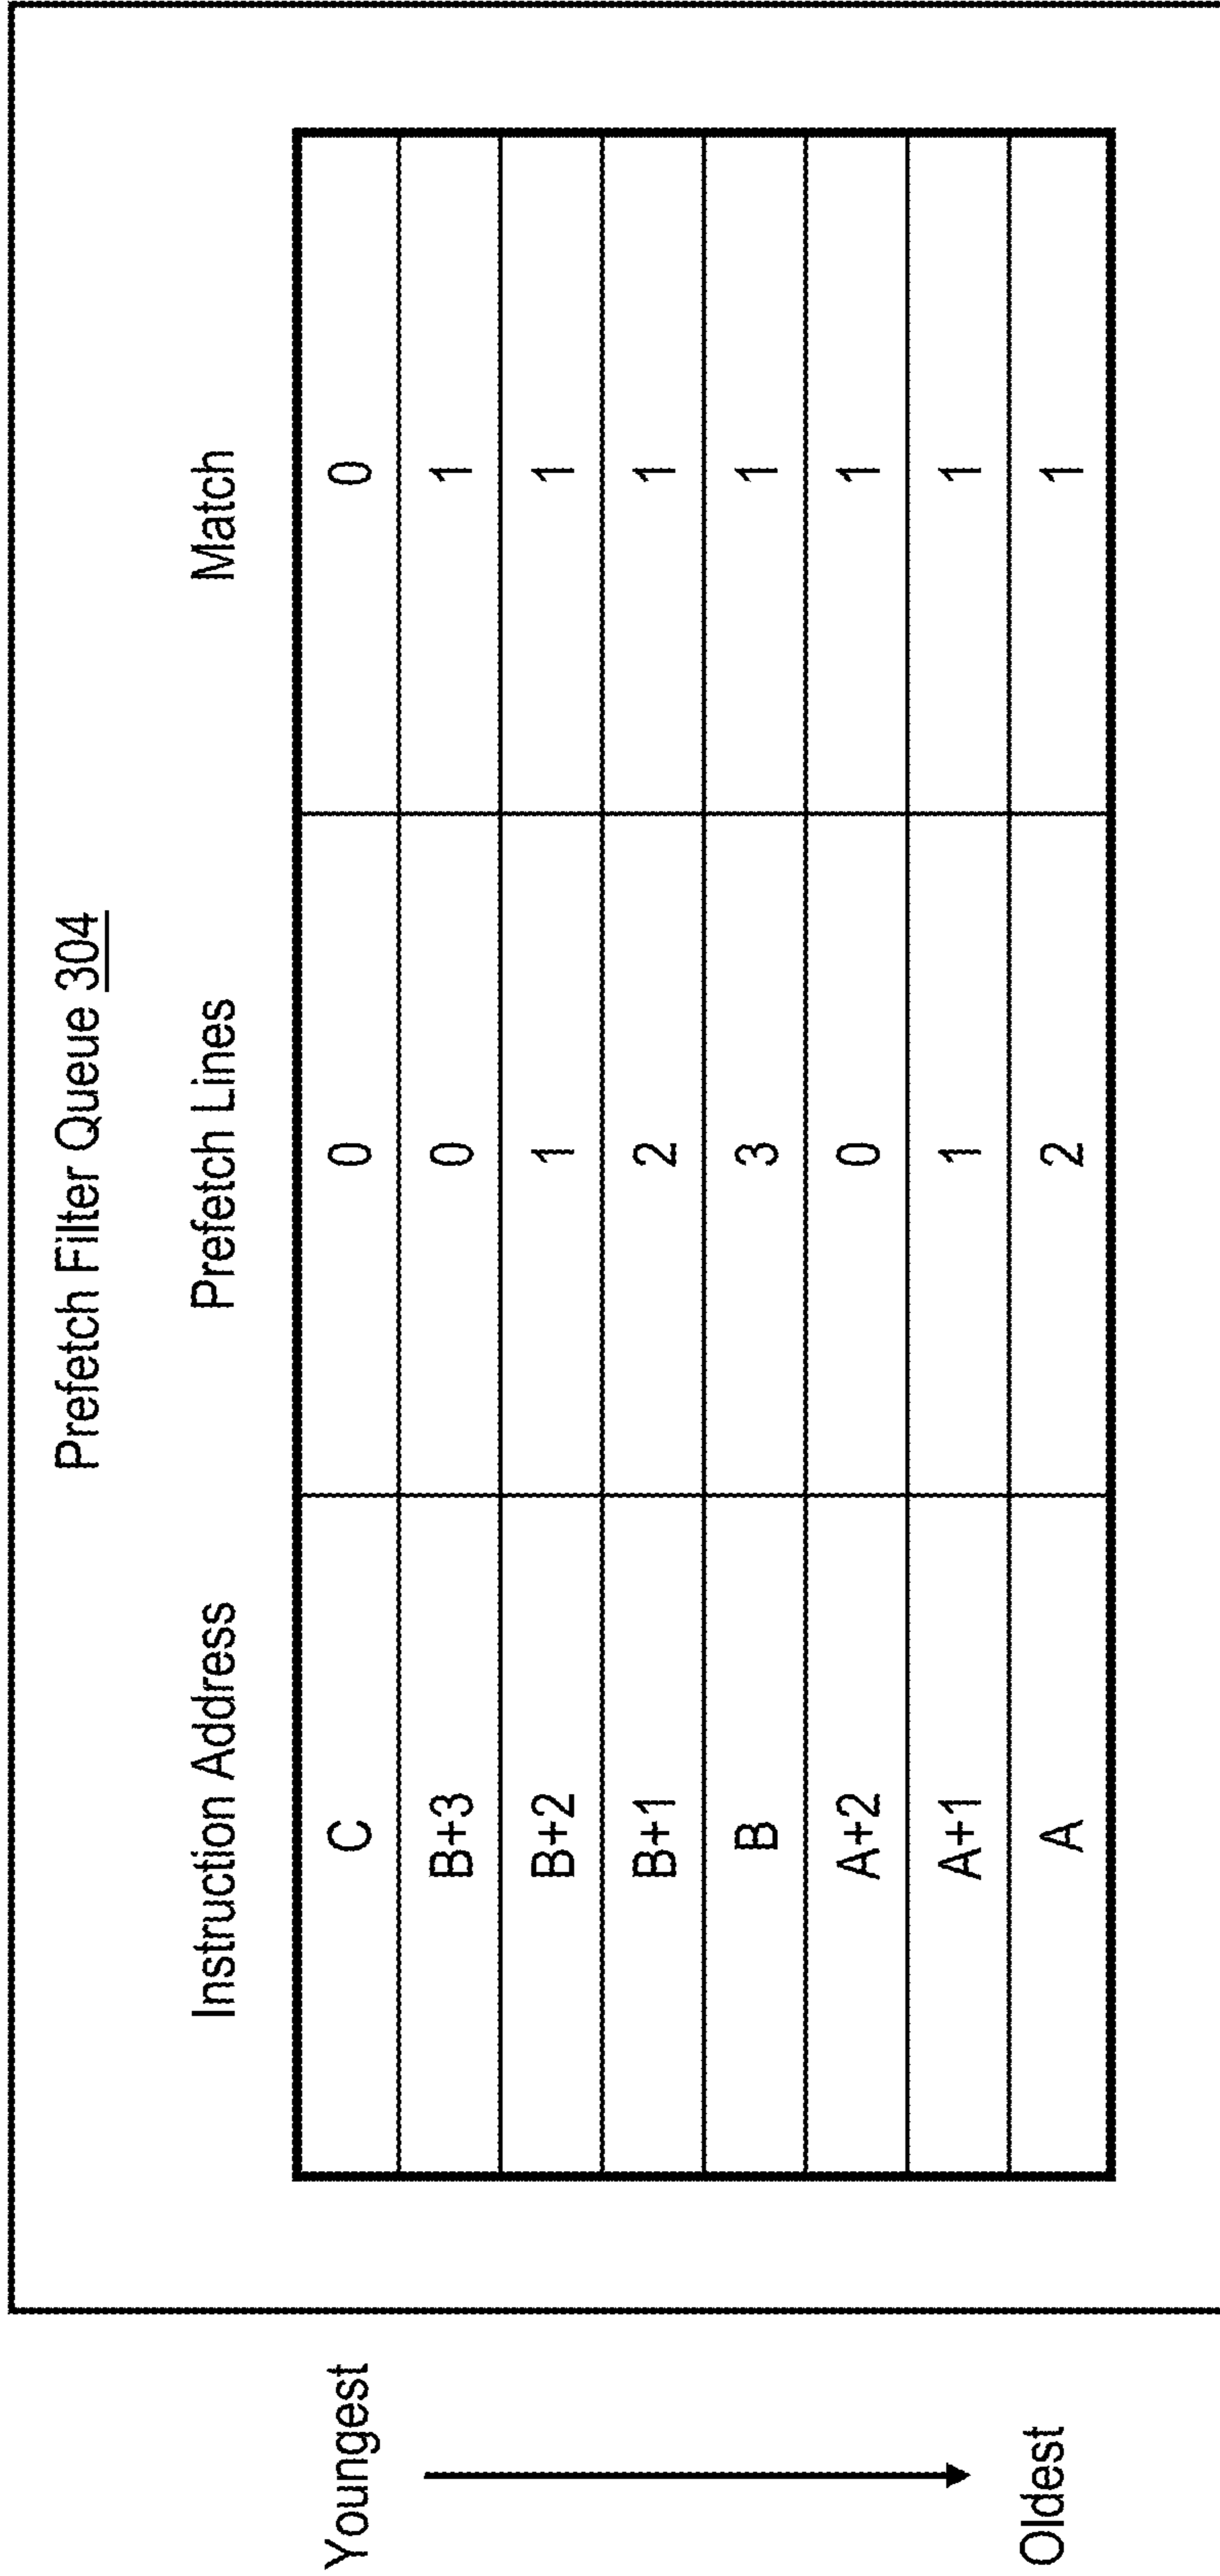 Prefetch Filter Queue 304
Instruction Address Prefetch Lines Match
Youngest
C 0 0
B+3 0 1
B+2 1 1
B+1 2 1
B 3 1
A+2 0 1
A+1 1 1
Oldest
A 2 1